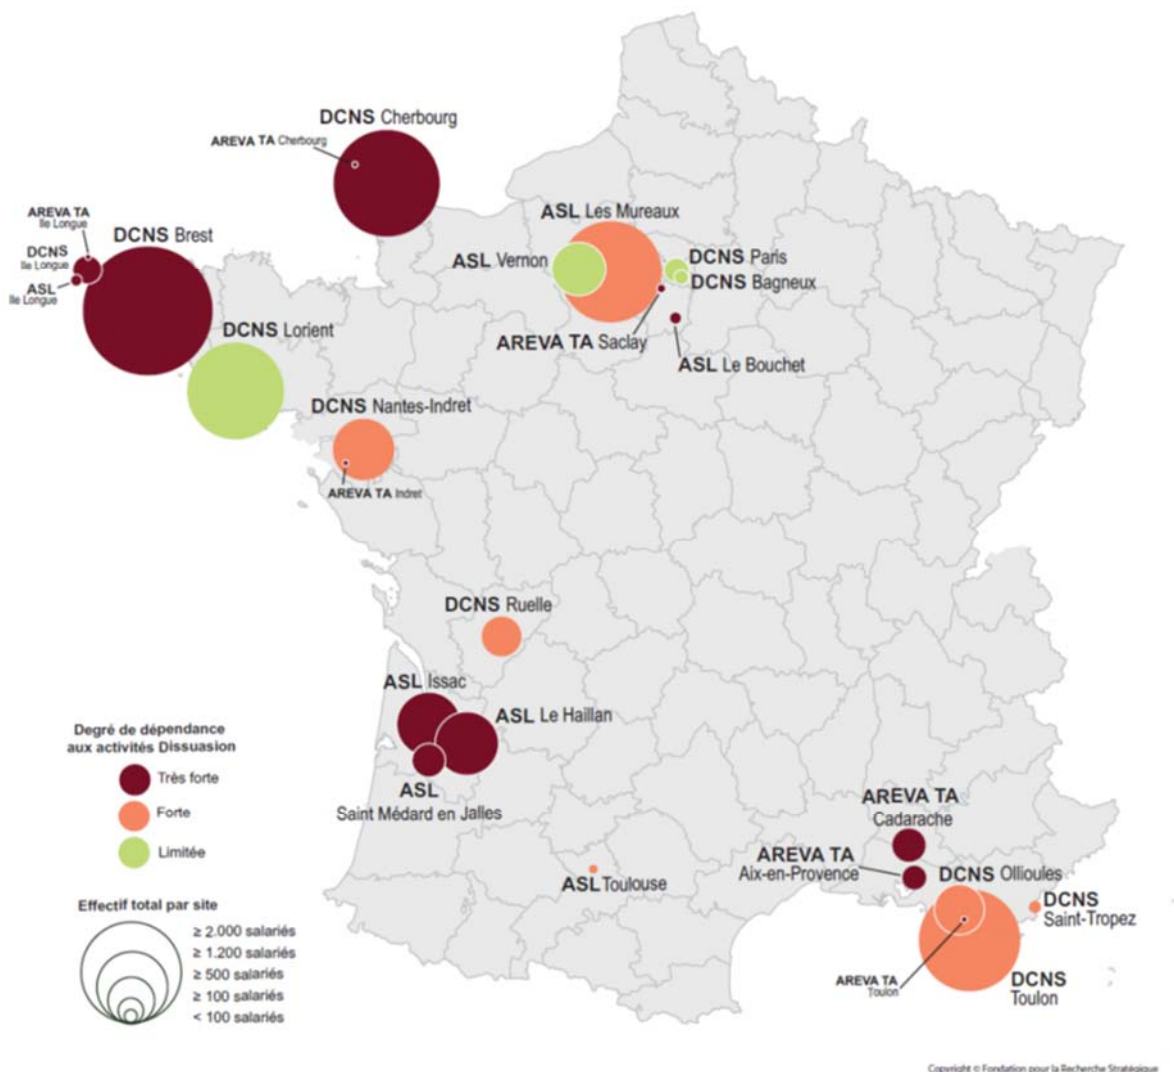 DCNS Cherbourg
AREVA TA Cherbourg
AREVA TA
Ile Longue
DCNS
Ile Longue
ASL
Ile Longue
DCNS Brest
DCNS Lorient
ASL Les Mureaux
ASL Vernon
DCNS Paris
DCNS Bagneux
AREVA TA Saclay
ASL Le Bouchet
DCNS Nantes-Indret
AREVA TA Indret
DCNS Ruelle
ASL Issac
ASL Le Haillan
ASL
Saint Médard en Jalles
ASL Toulouse
AREVA TA
Cadarache
AREVA TA
Aix-en-Provence
DCNS Ollioules
DCNS
Saint-Tropez
AREVA TA
Toulon
DCNS
Toulon
Degré de dépendance
aux activités Dissuasion
Très forte
Forte
Limitée
Effectif total par site
≥ 2.000 salariés
≥ 1.200 salariés
≥ 500 salariés
≥ 100 salariés
< 100 salariés
Copyright © Fondation pour la Recherche Stratégique